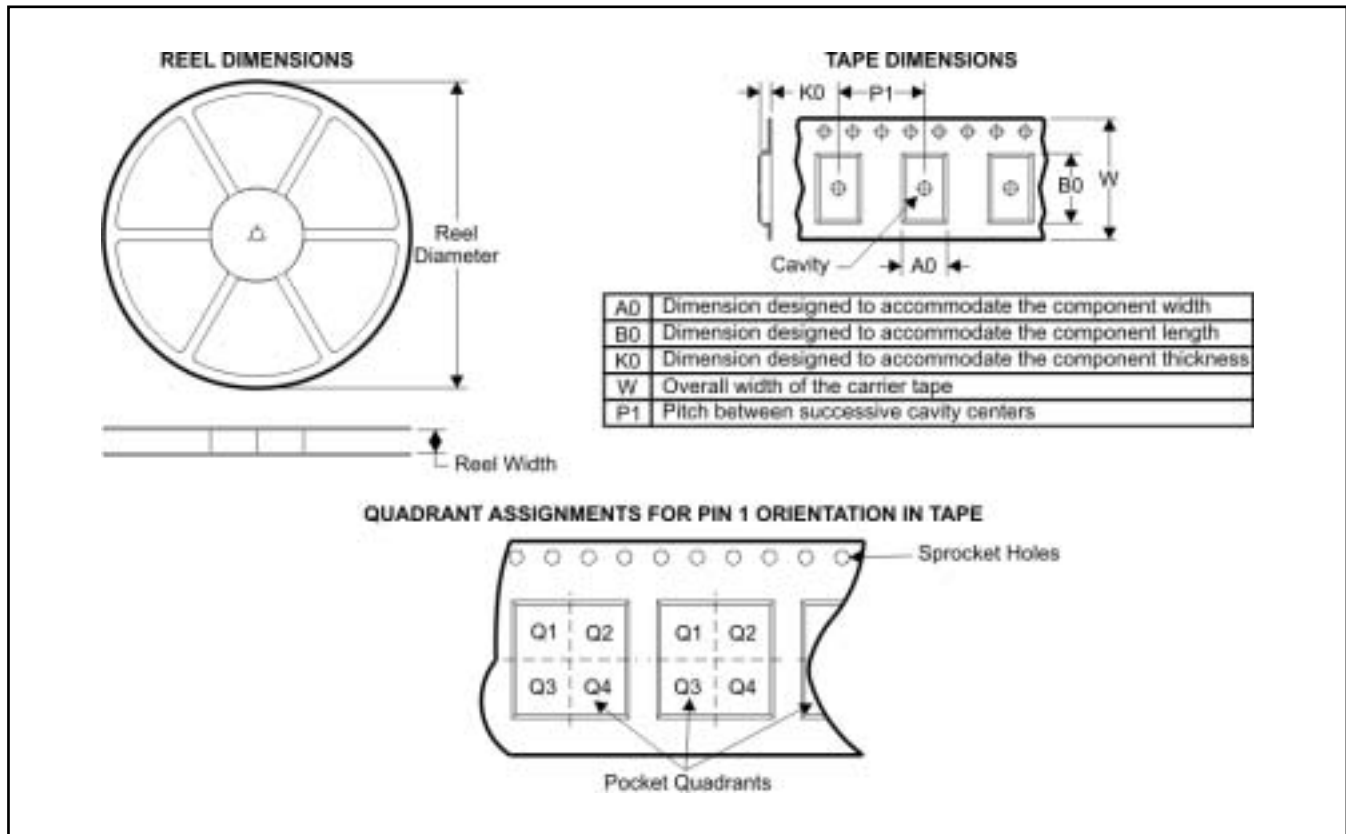 REEL DIMENSIONS
Reel
Diameter
Reel Width
TAPE DIMENSIONS
K0
P1
B0
W
Cavity
A0
A0 Dimension designed to accommodate the component width
B0 Dimension designed to accommodate the component length
K0 Dimension designed to accommodate the component thickness
W Overall width of the carrier tape
P1 Pitch between successive cavity centers
QUADRANT ASSIGNMENTS FOR PIN 1 ORIENTATION IN TAPE
Sprocket Holes
Q1 Q2 Q1 Q2
Q3 Q4 Q3 Q4
Pocket Quadrants